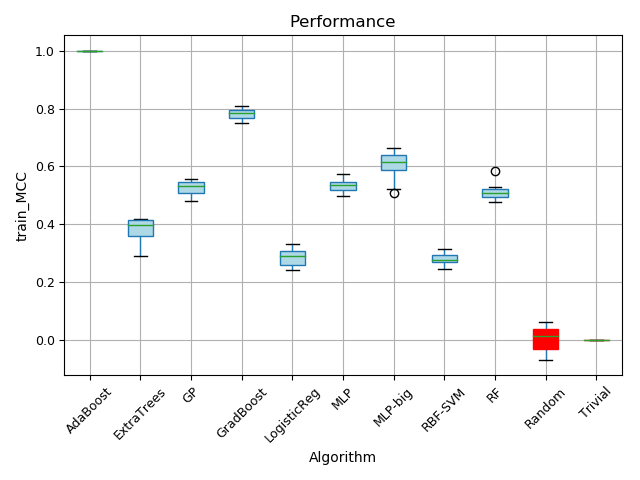 Performance
train_MCC
1.0
0.8
0.6
0.4
0.2
0.0
AdaBoost
ExtraTrees
GP
GradBoost
LogisticReg
MLP
MLP-big
RBF-SVM
RF
Random
Trivial
Algorithm